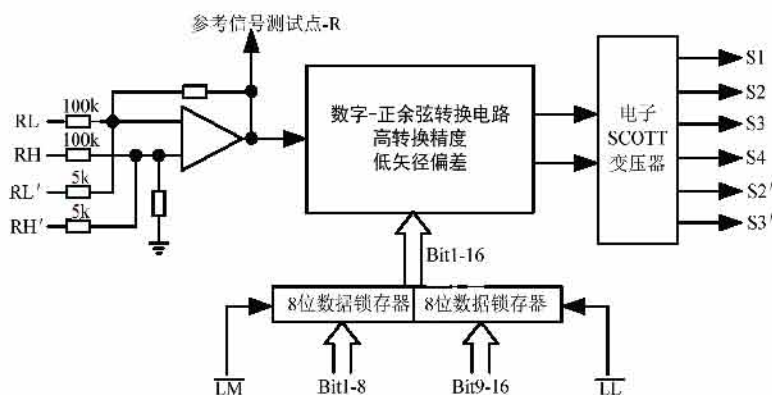 参考信号测试点-R
100k
RL
100k
RH
5k
RL′
5k
RH′
数字-正余弦转换电路
高转换精度
低矢径偏差
电子
SCOTT
变压器
S1
S2
S3
S4
S2′
S3′
Bit1-16
8位数据锁存器
8位数据锁存器
LM
Bit1-8
Bit9-16
LL